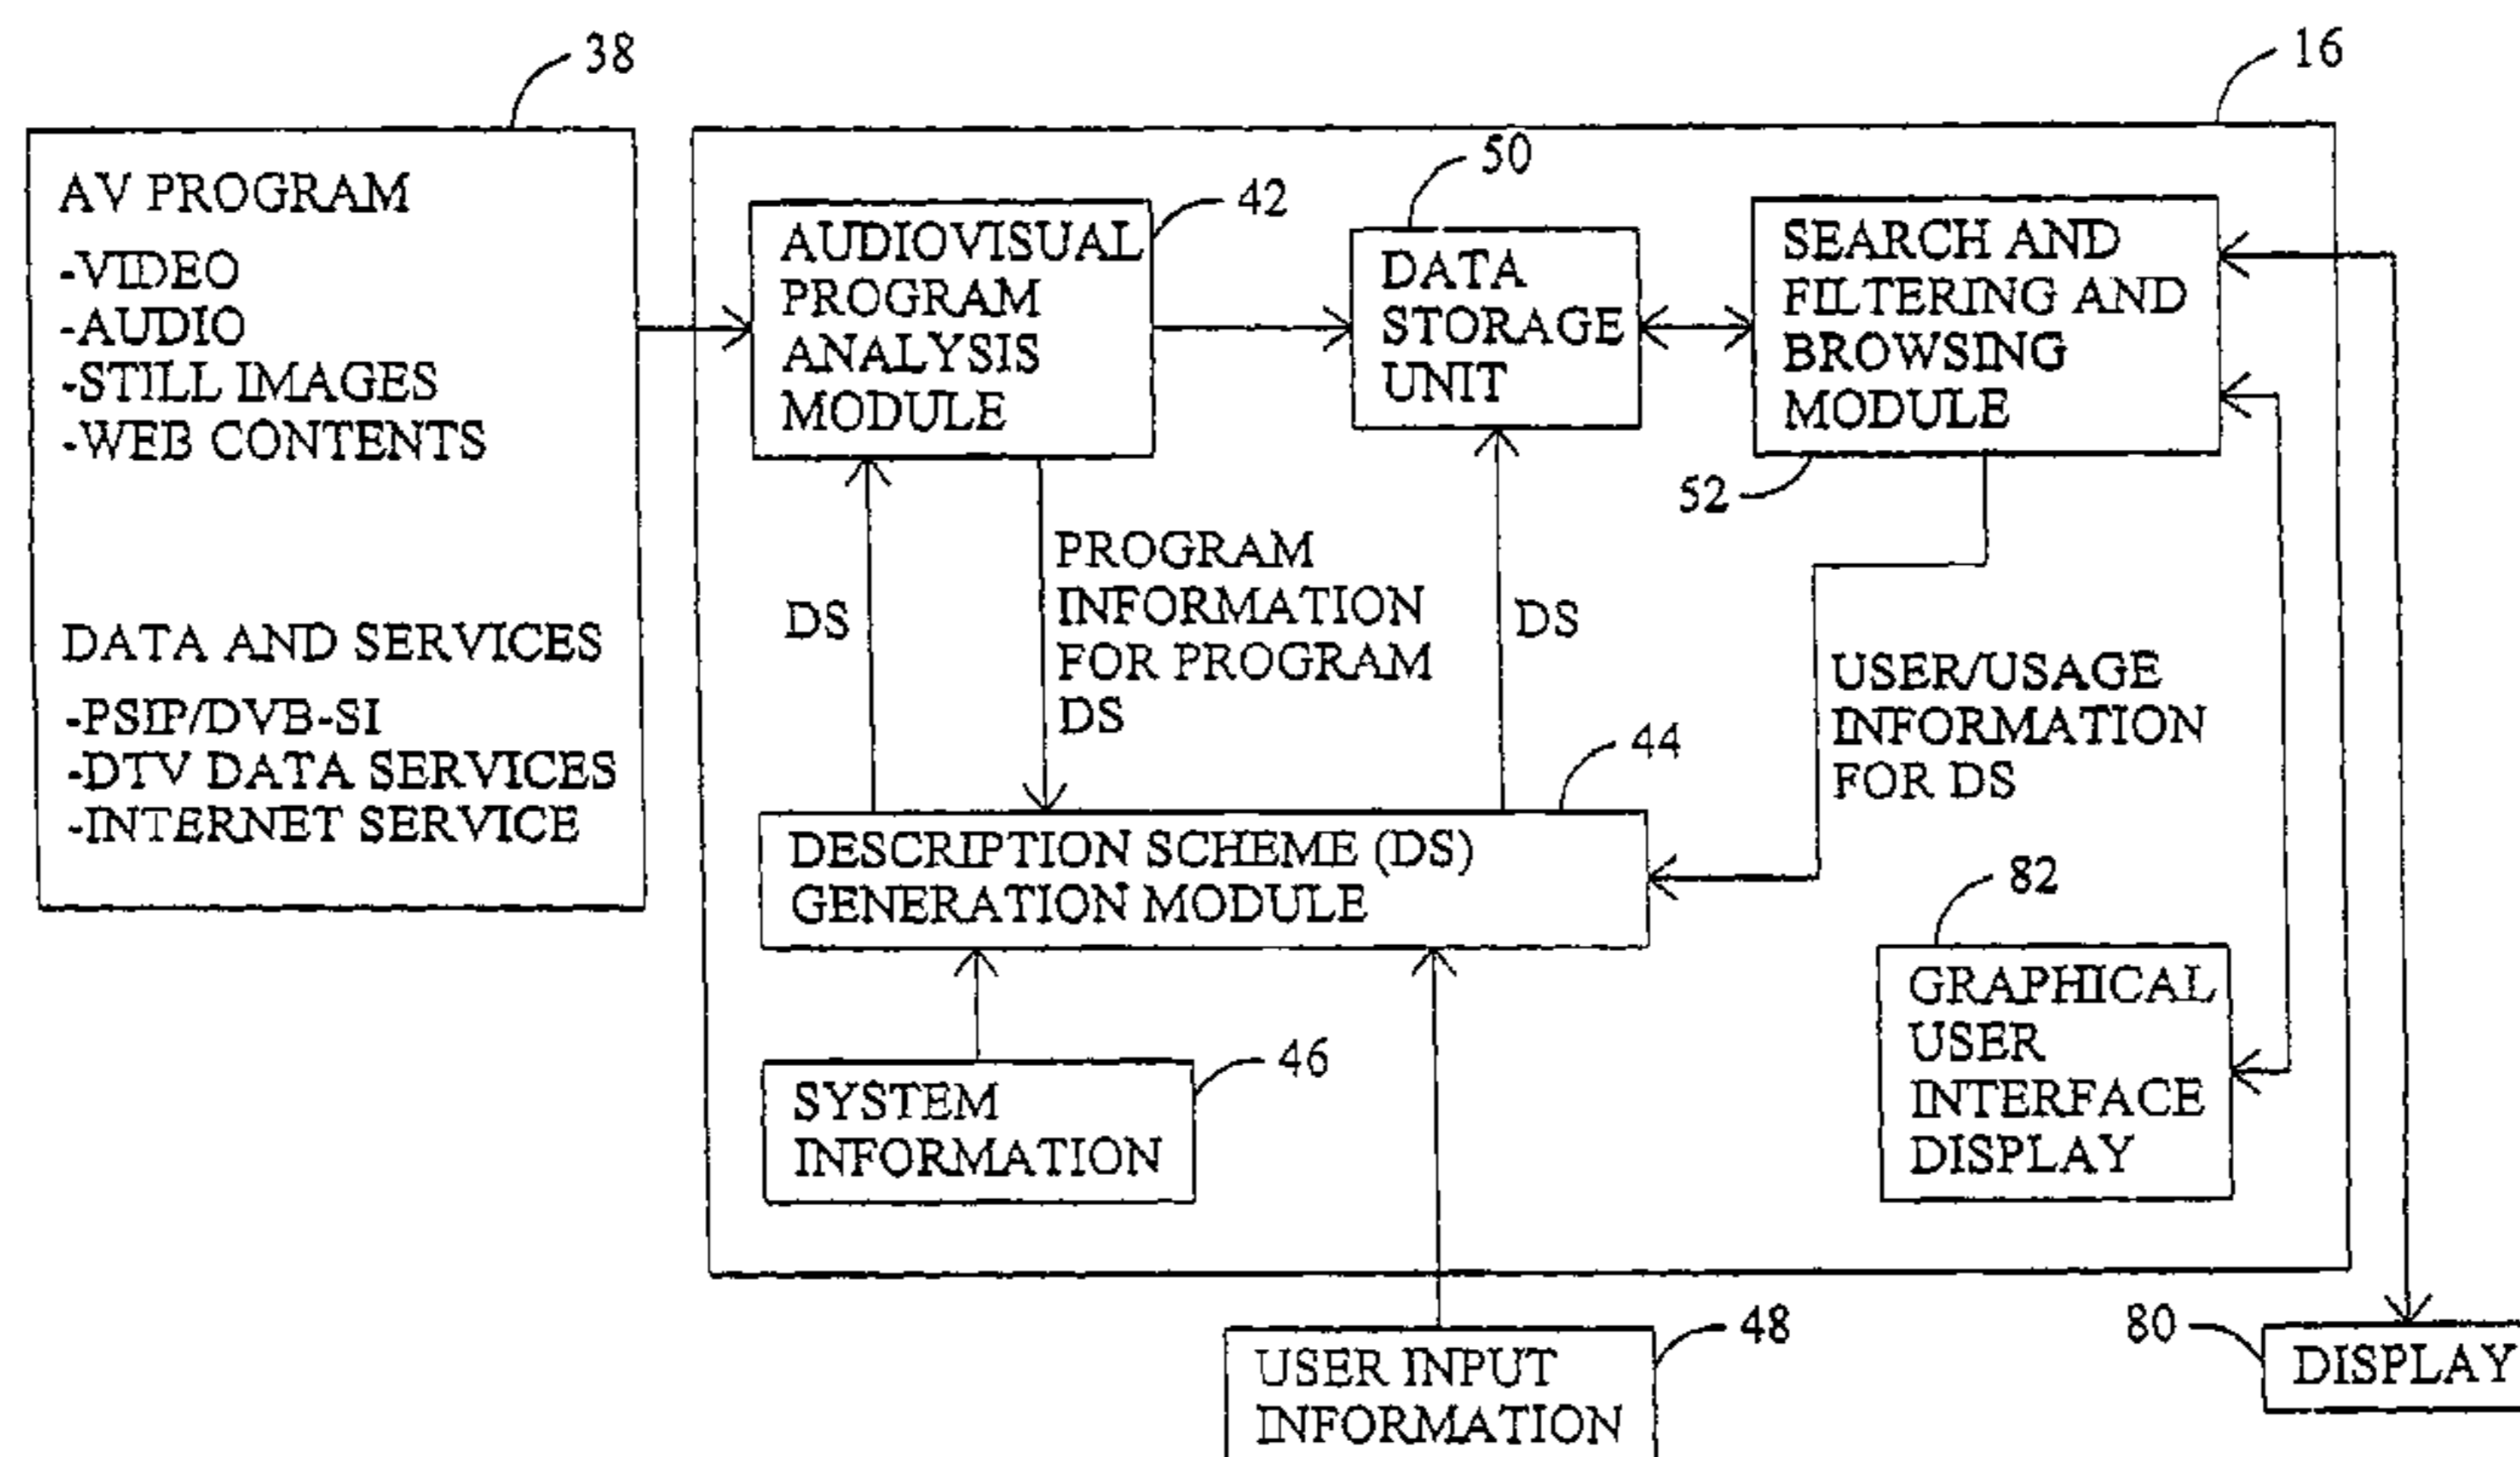 38
16
AV PROGRAM
-VIDEO
-AUDIO
-STILL IMAGES
-WEB CONTENTS
DATA AND SERVICES
-PSIP/DVB-SI
-DTV DATA SERVICES
-INTERNET SERVICE
42
AUDIOVISUAL
PROGRAM
ANALYSIS
MODULE
50
DATA
STORAGE
UNIT
SEARCH AND
FILTERING AND
BROWSING
MODULE
52
DS
PROGRAM
INFORMATION
FOR PROGRAM
DS
DS
USER/USAGE
INFORMATION
FOR DS
44
DESCRIPTION SCHEME (DS)
GENERATION MODULE
82
GRAPHICAL
USER
INTERFACE
DISPLAY
46
SYSTEM
INFORMATION
48
USER INPUT
INFORMATION
80
DISPLAY